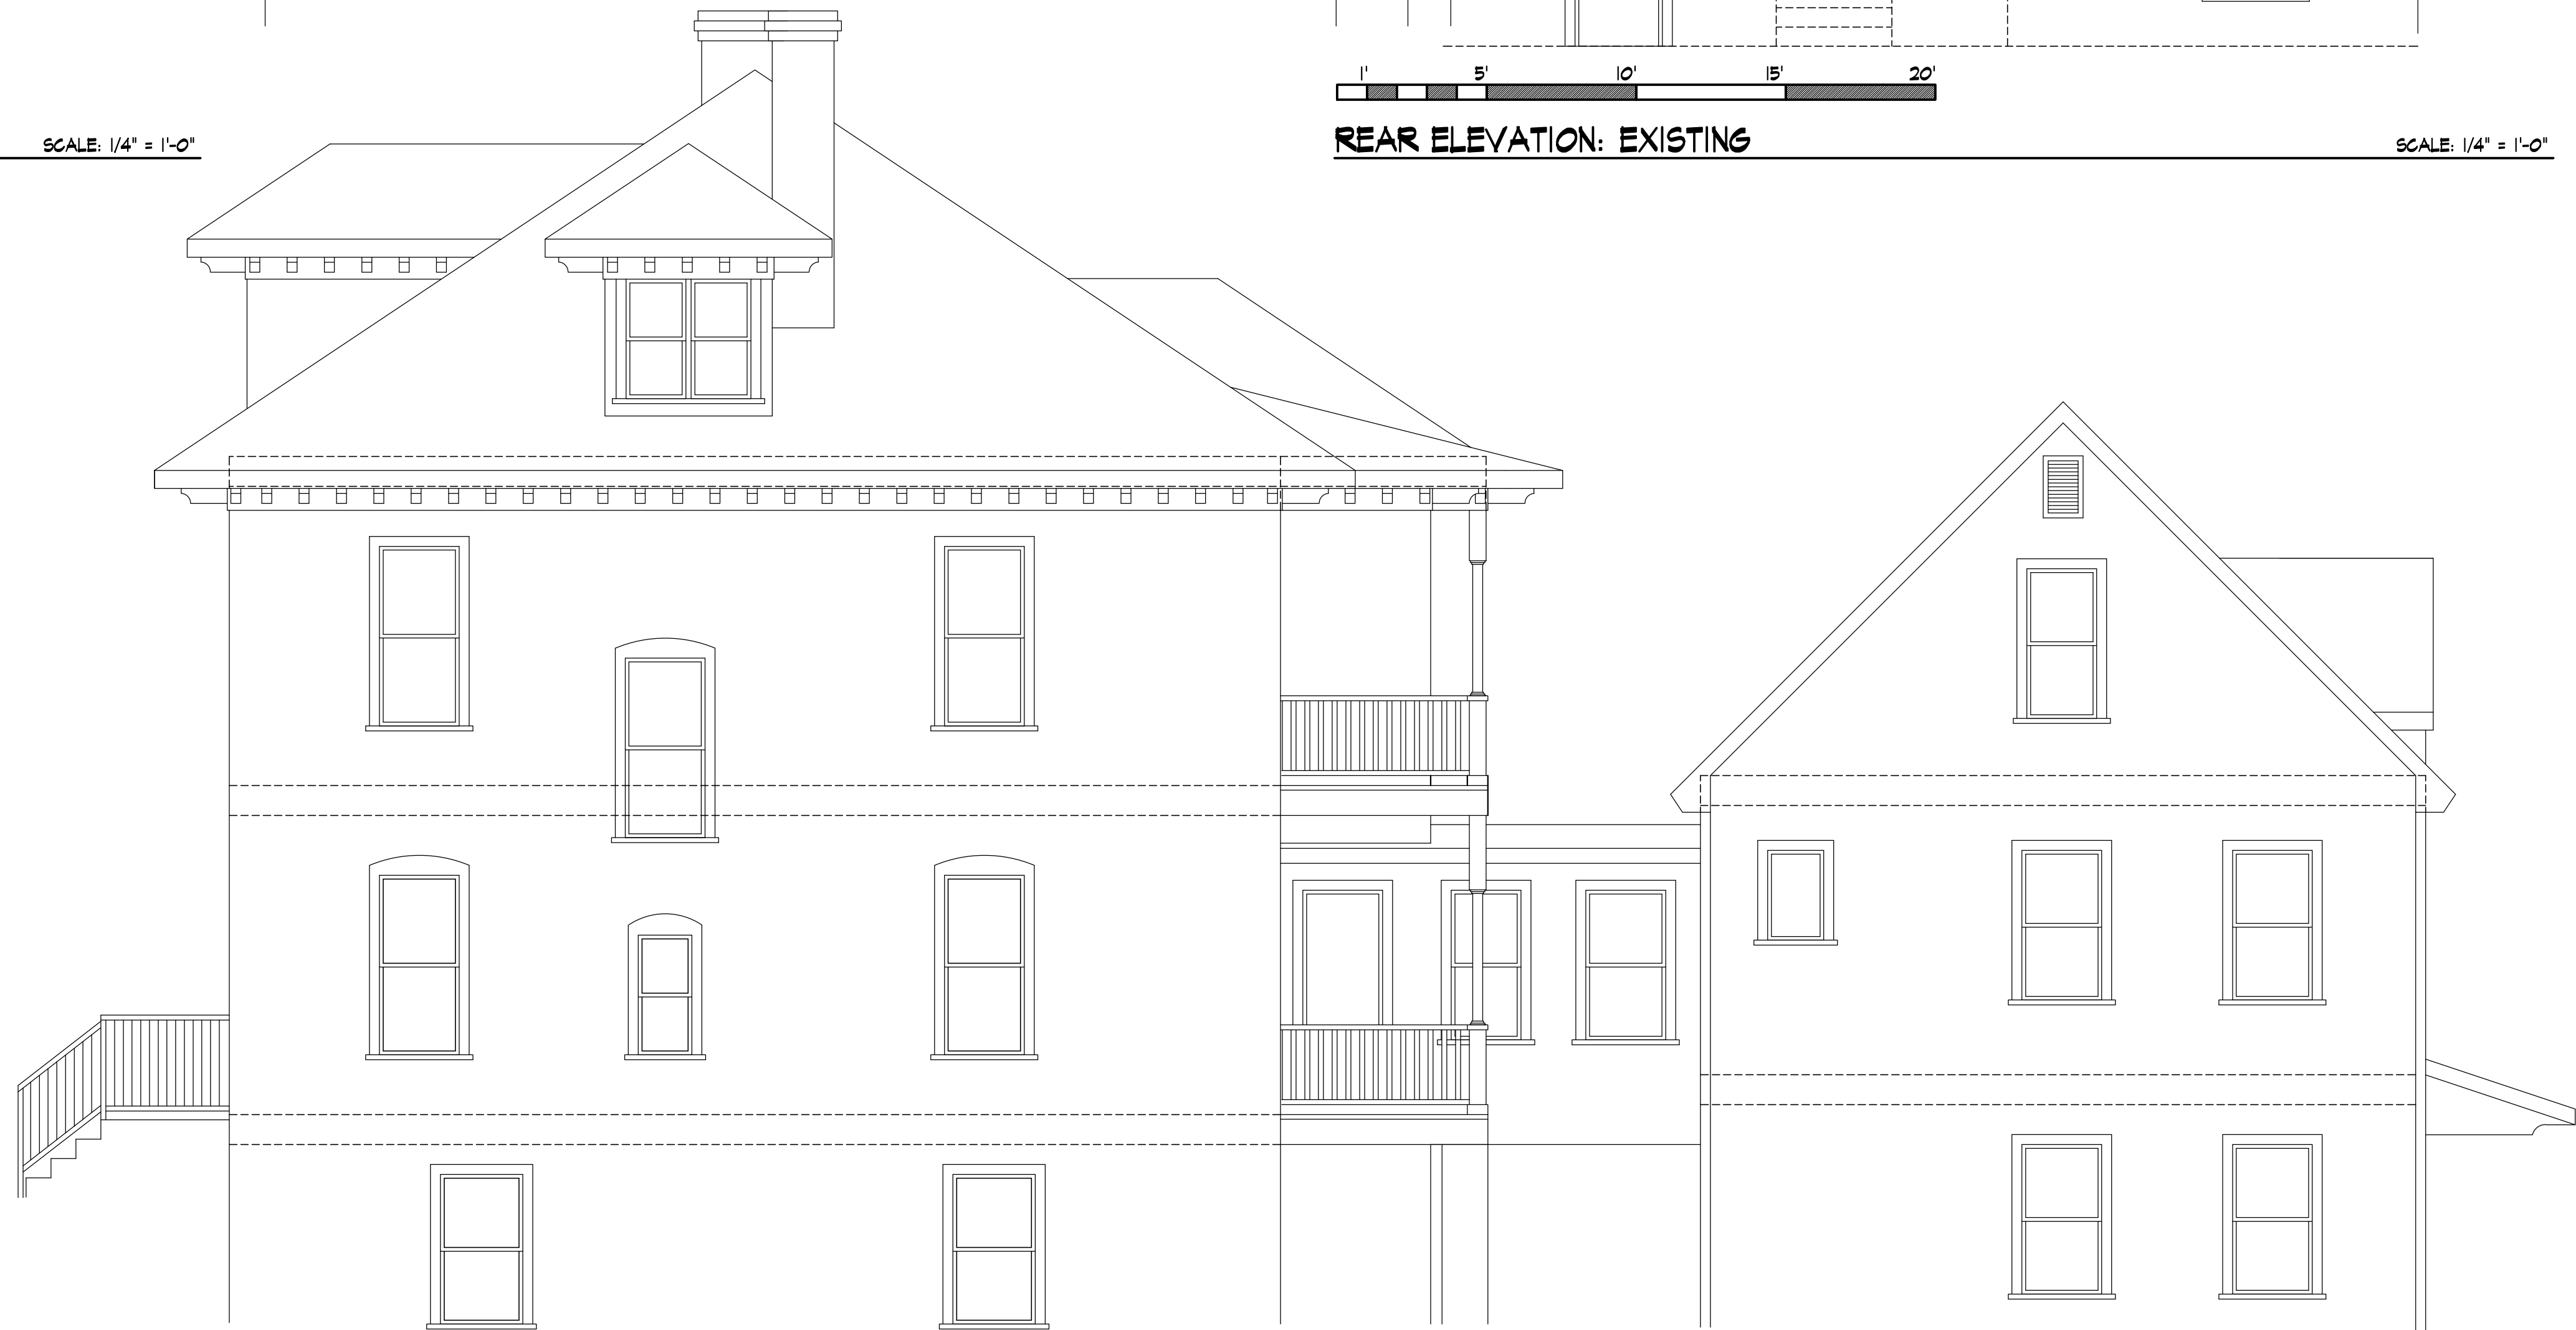 1' 5' 10' 15' 20'
SCALE: 1/4" = 1'-0"
REAR ELEVATION: EXISTING
SCALE: 1/4" = 1'-0"